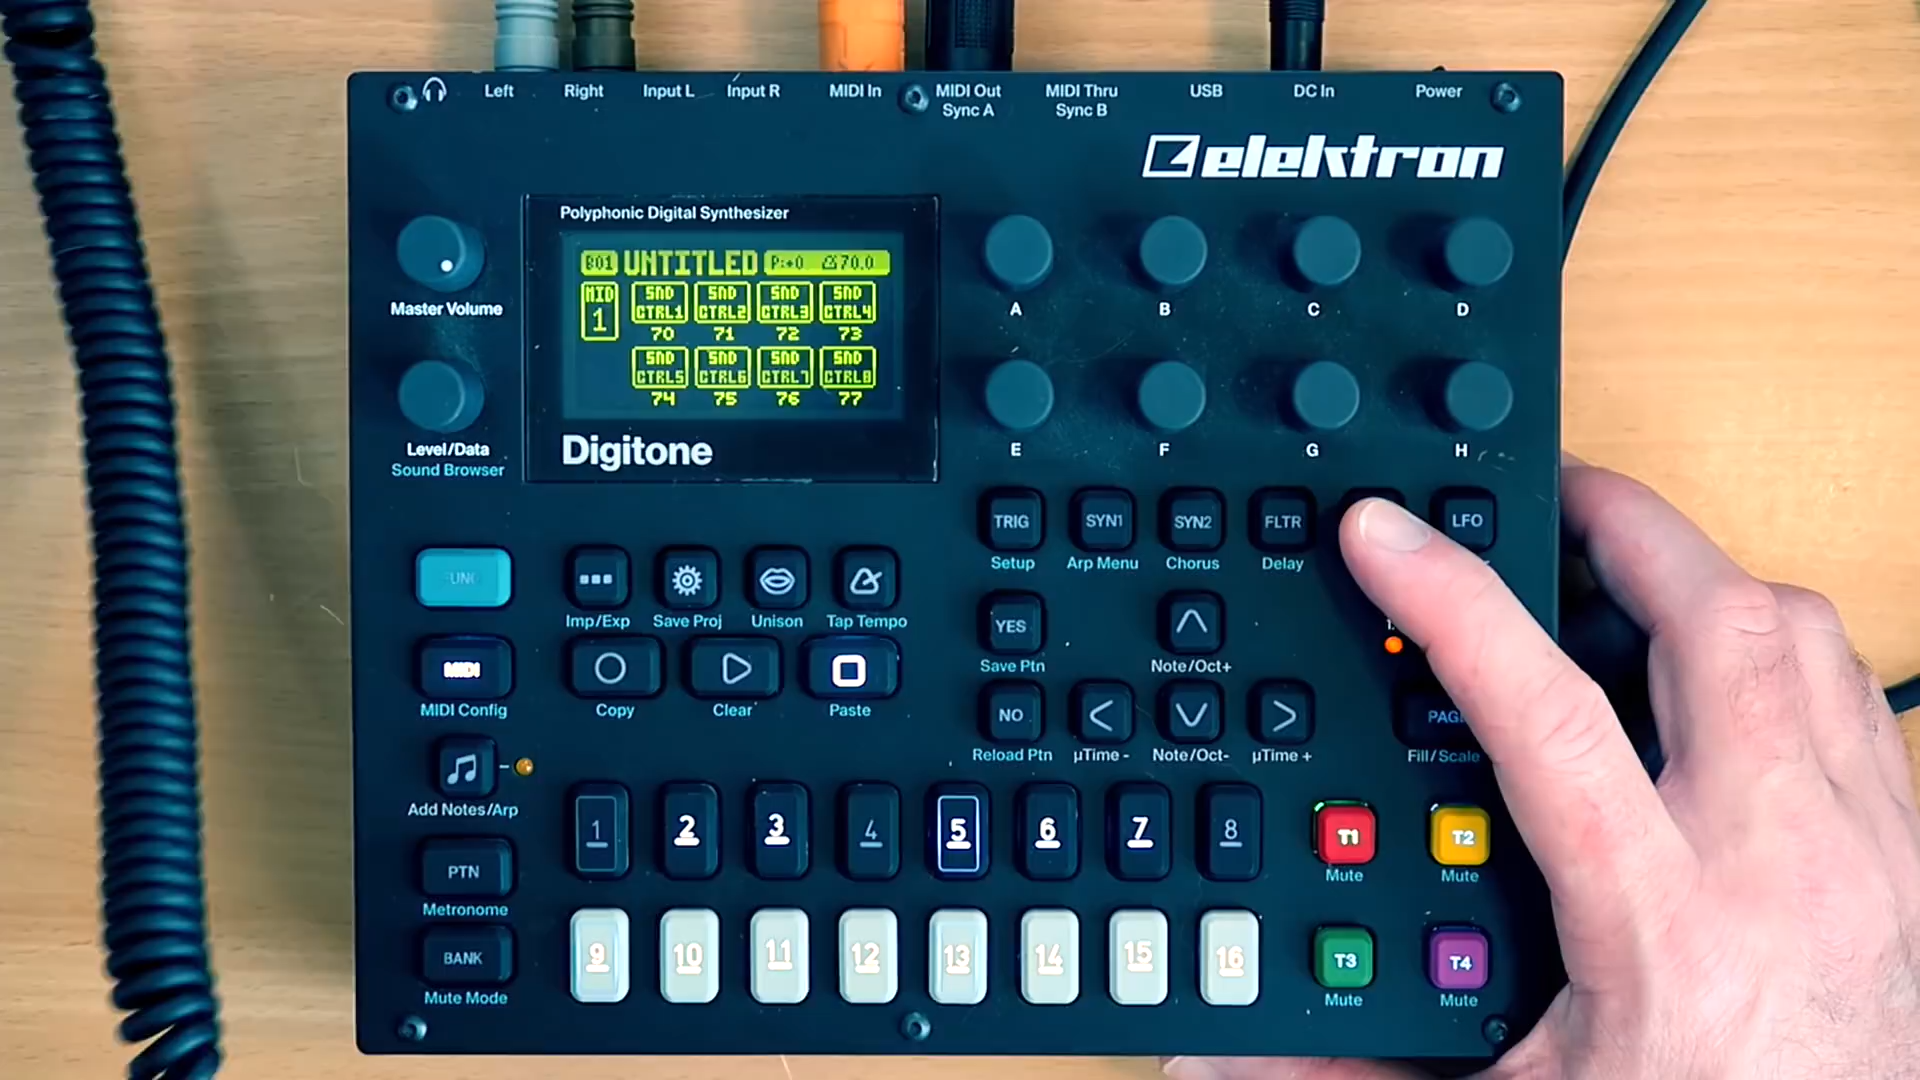 Left Right Input L Input R MIDI In MIDI Out MIDI Thru USB DC In Power
Sync A Sync B
elektron
Polyphonic Digital Synthesizer
B01 UNTITLED P:+0 70.0
MID SND SND SND SND
1 CTRL1 CTRL2 CTRL3 CTRL4
70 71 72 73
SND SND SND SND
CTRL5 CTRL6 CTRL7 CTRL8
74 75 76 77
Digitone
Master Volume
Level/Data
Sound Browser
A B C D
E F G H
TRIG SYN1 SYN2 FLTR LFO
Setup Arp Menu Chorus Delay
FUNC
Imp/Exp Save Proj Unison Tap Tempo
YES
Save Ptn Note/Oct+
MIDI
MIDI Config Copy Clear Paste
NO
Reload Ptn µTime - Note/Oct- µTime +
Fill/Scale
Add Notes/Arp
PTN
Metronome
BANK
Mute Mode
1 2 3 4 5 6 7 8
9 10 11 12 13 14 15 16
T1 T2
Mute Mute
T3 T4
Mute Mute